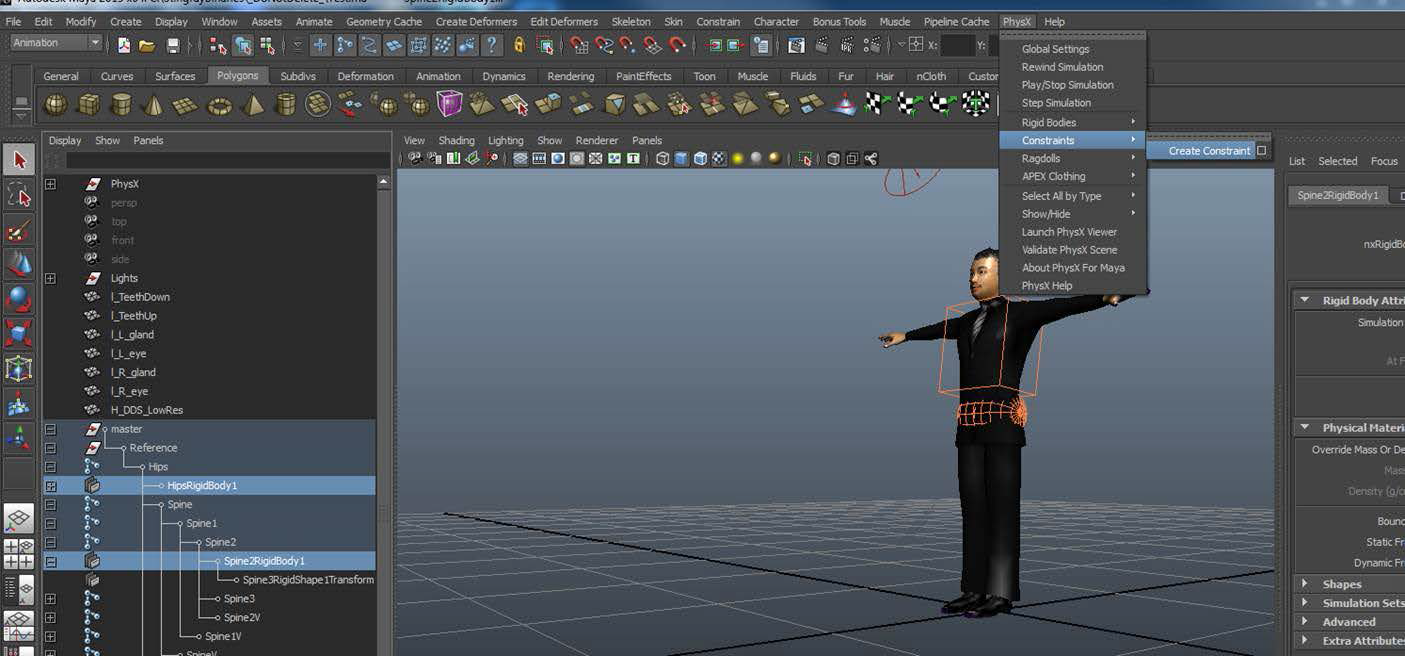 File Edit Modify Create Display Window Assets Animate Geometry Cache Create Deformers Edit Deformers Skeleton Skin Constrain Character Bonus Tools Muscle Pipeline Cache PhysX Help
Animation X: Y:
General Curves Surfaces Polygons Subdivs Deformation Animation Dynamics Rendering PaintEffects Toon Muscle Fluids Fur Hair nCloth Custor
Global Settings
Rewind Simulation
Play/Stop Simulation
Step Simulation
Rigid Bodies
Constraints
Create Constraint
Ragdolls
APEX Clothing
Select All by Type
Show/Hide
Launch PhysX Viewer
Validate PhysX Scene
About PhysX For Maya
PhysX Help
Display Show Panels
View Shading Lighting Show Renderer Panels
PhysX
persp
top
front
side
Lights
l_TeethDown
l_TeethUp
l_L_gland
l_L_eye
l_R_gland
l_R_eye
H_DDS_LowRes
master
Reference
Hips
HipsRigidBody1
Spine
Spine1
Spine2
Spine2RigidBody1
Spine3RigidShape1Transform
Spine3
Spine2V
Spine1V
SpineV
List Selected Focus
Spine2RigidBody1
nxRigidBo
Rigid Body Attri
Simulation
At F
Physical Materi
Override Mass Or De
Mass
Density (g/c
Bounc
Static Fr
Dynamic Fr
Shapes
Simulation Sets
Advanced
Extra Attributes